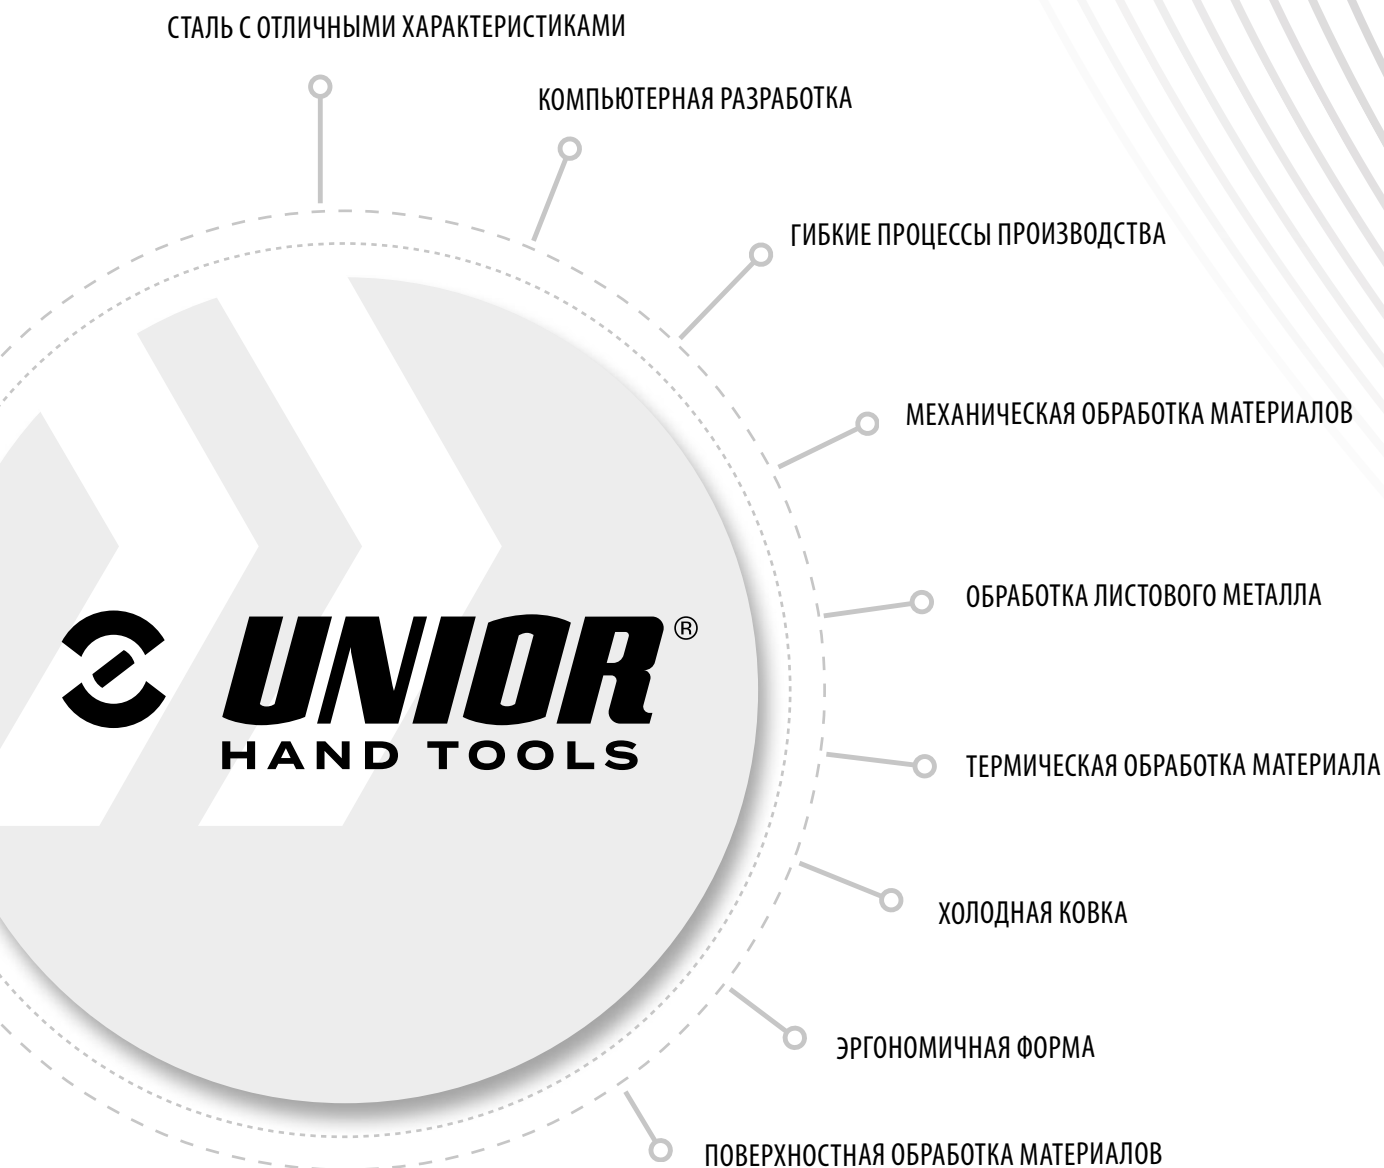 СТАЛЬ С ОТЛИЧНЫМИ ХАРАКТЕРИСТИКАМИ
КОМПЬЮТЕРНАЯ РАЗРАБОТКА
ГИБКИЕ ПРОЦЕССЫ ПРОИЗВОДСТВА
МЕХАНИЧЕСКАЯ ОБРАБОТКА МАТЕРИАЛОВ
ОБРАБОТКА ЛИСТОВОГО МЕТАЛЛА
UNIOR®
HAND TOOLS
ТЕРМИЧЕСКАЯ ОБРАБОТКА МАТЕРИАЛА
ХОЛОДНАЯ КОВКА
ЭРГОНОМИЧНАЯ ФОРМА
ПОВЕРХНОСТНАЯ ОБРАБОТКА МАТЕРИАЛОВ